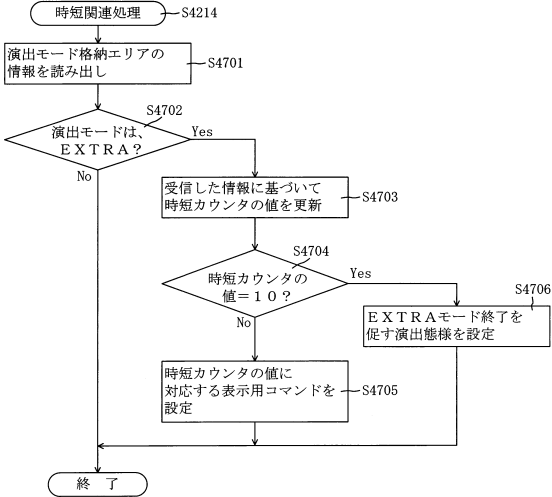 時短関連処理
S4214
演出モード格納エリアの
情報を読み出し
S4701
S4702
演出モードは、
ＥＸＴＲＡ？
Yes
No
受信した情報に基づいて
時短カウンタの値を更新
S4703
S4704
時短カウンタの
値＝１０？
Yes
No
S4706
ＥＸＴＲＡモード終了を
促す演出態様を設定
時短カウンタの値に
対応する表示用コマンドを
設定
S4705
終　了